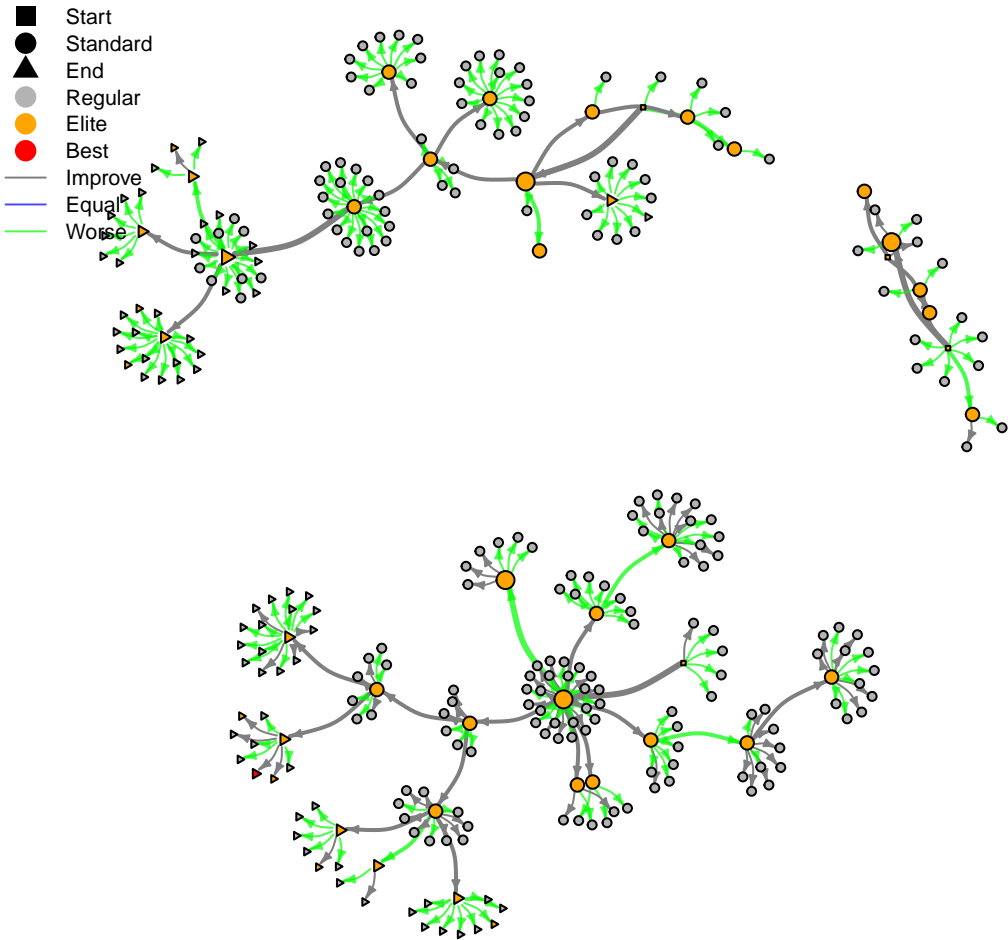 Start
Standard
End
Regular
Elite
Best
Improve
Equal
Worse